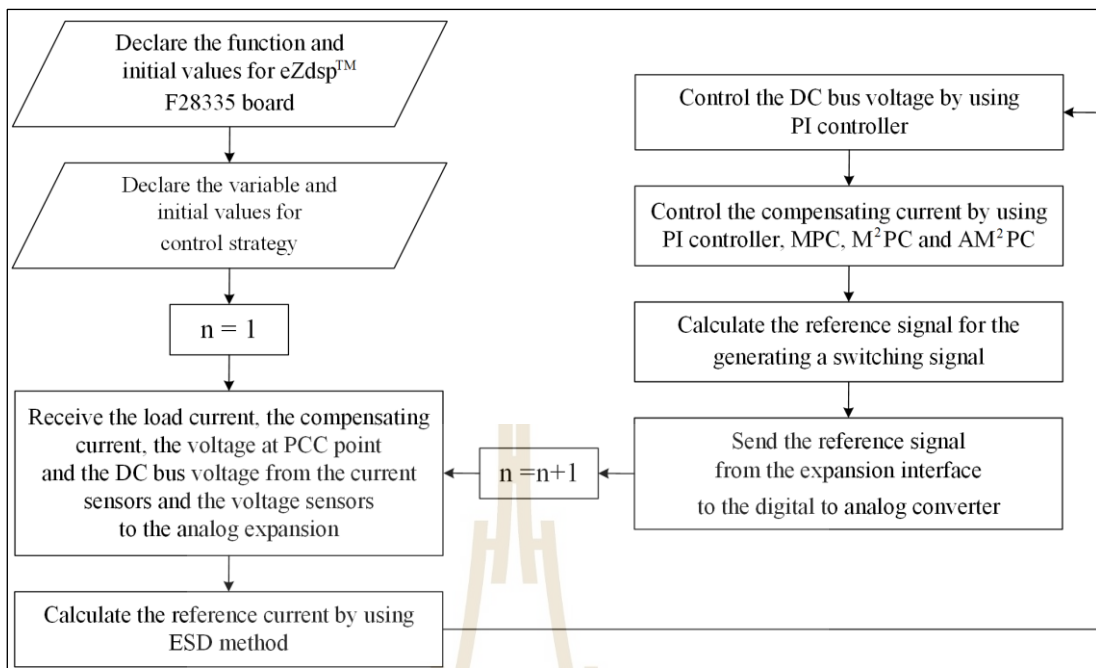 Declare the function and
initial values for eZdsp™
F28335 board
Declare the variable and
initial values for
control strategy
n = 1
Receive the load current, the compensating
current, the voltage at PCC point
and the DC bus voltage from the current
sensors and the voltage sensors
to the analog expansion
Calculate the reference current by using
ESD method
Control the DC bus voltage by using
PI controller
Control the compensating current by using
PI controller, MPC, M²PC and AM²PC
Calculate the reference signal for the
generating a switching signal
Send the reference signal
from the expansion interface
to the digital to analog converter
n =n+1